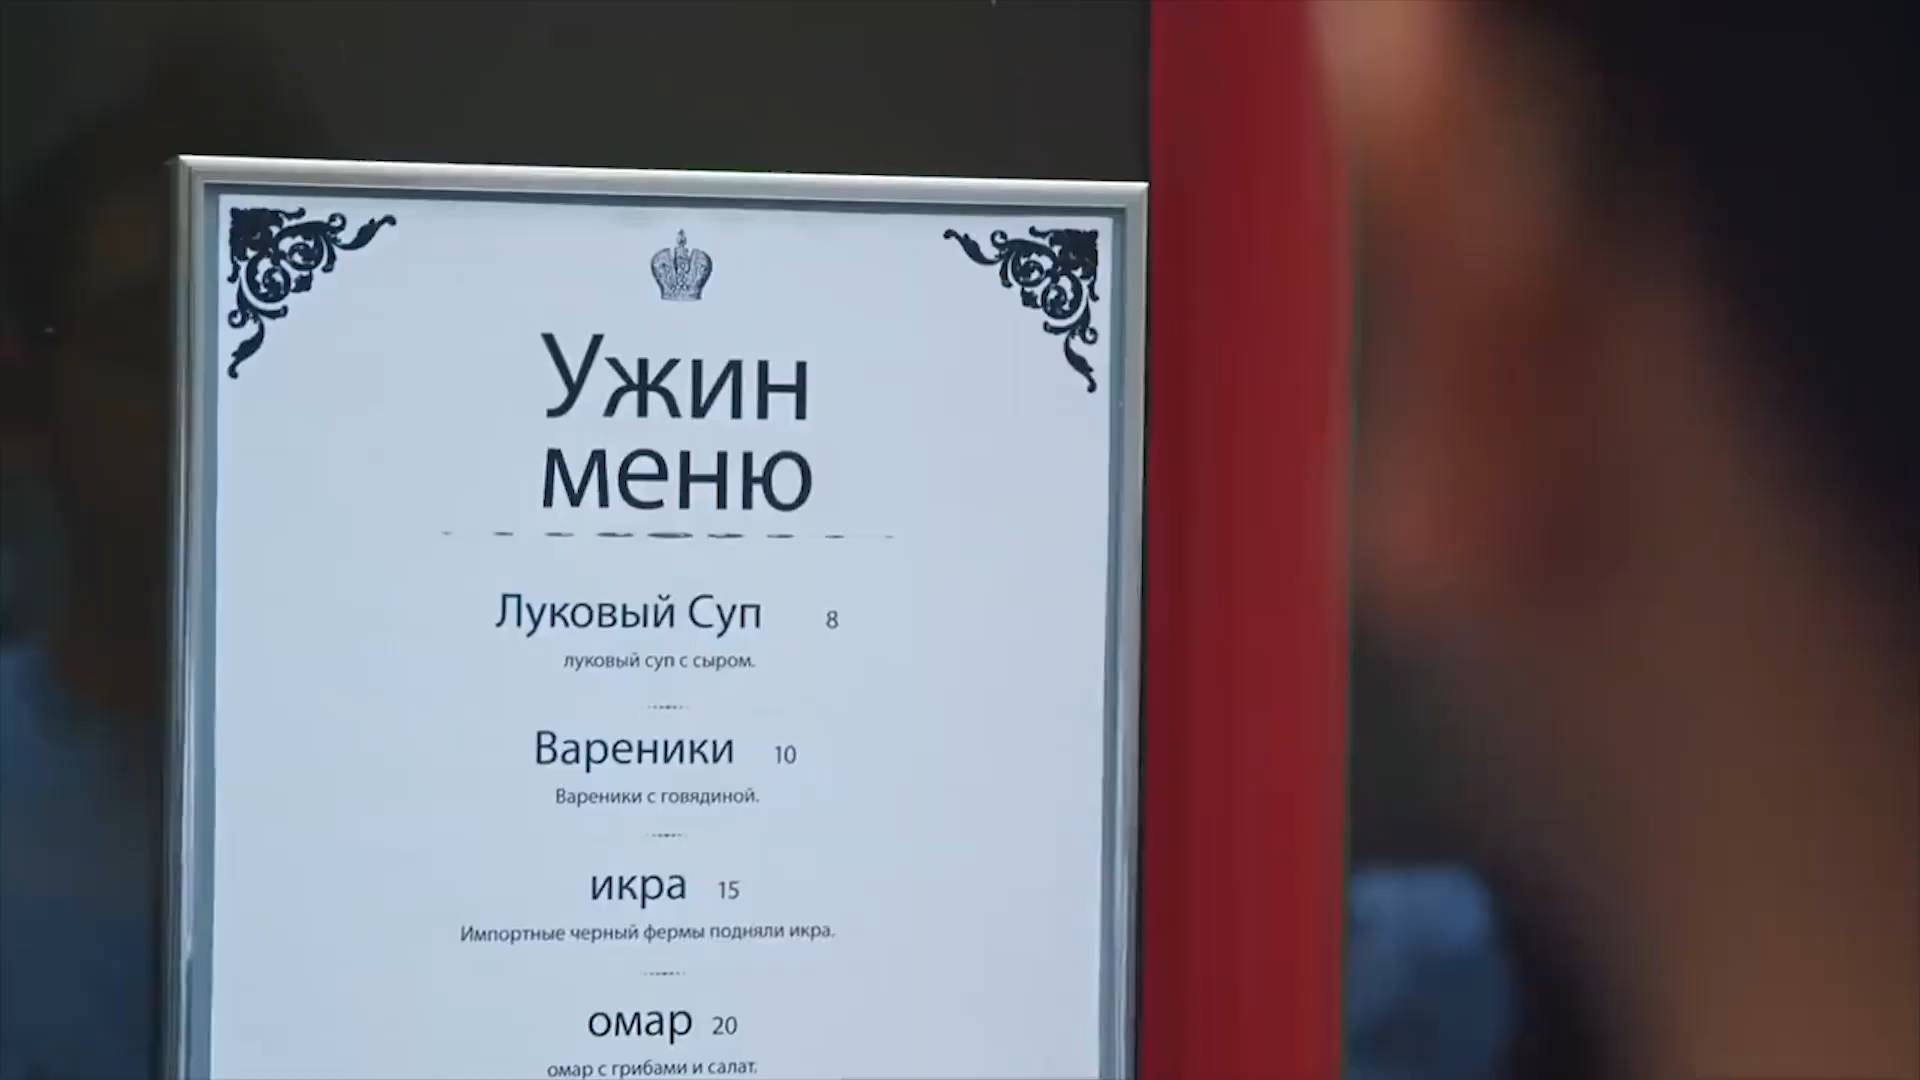 Ужин
меню
Луковый Суп 8
луковый суп с сыром.
Вареники 10
Вареники с говядиной.
икра 15
Импортные черный фермы подняли икра.
омар 20
омар с грибами и салат.